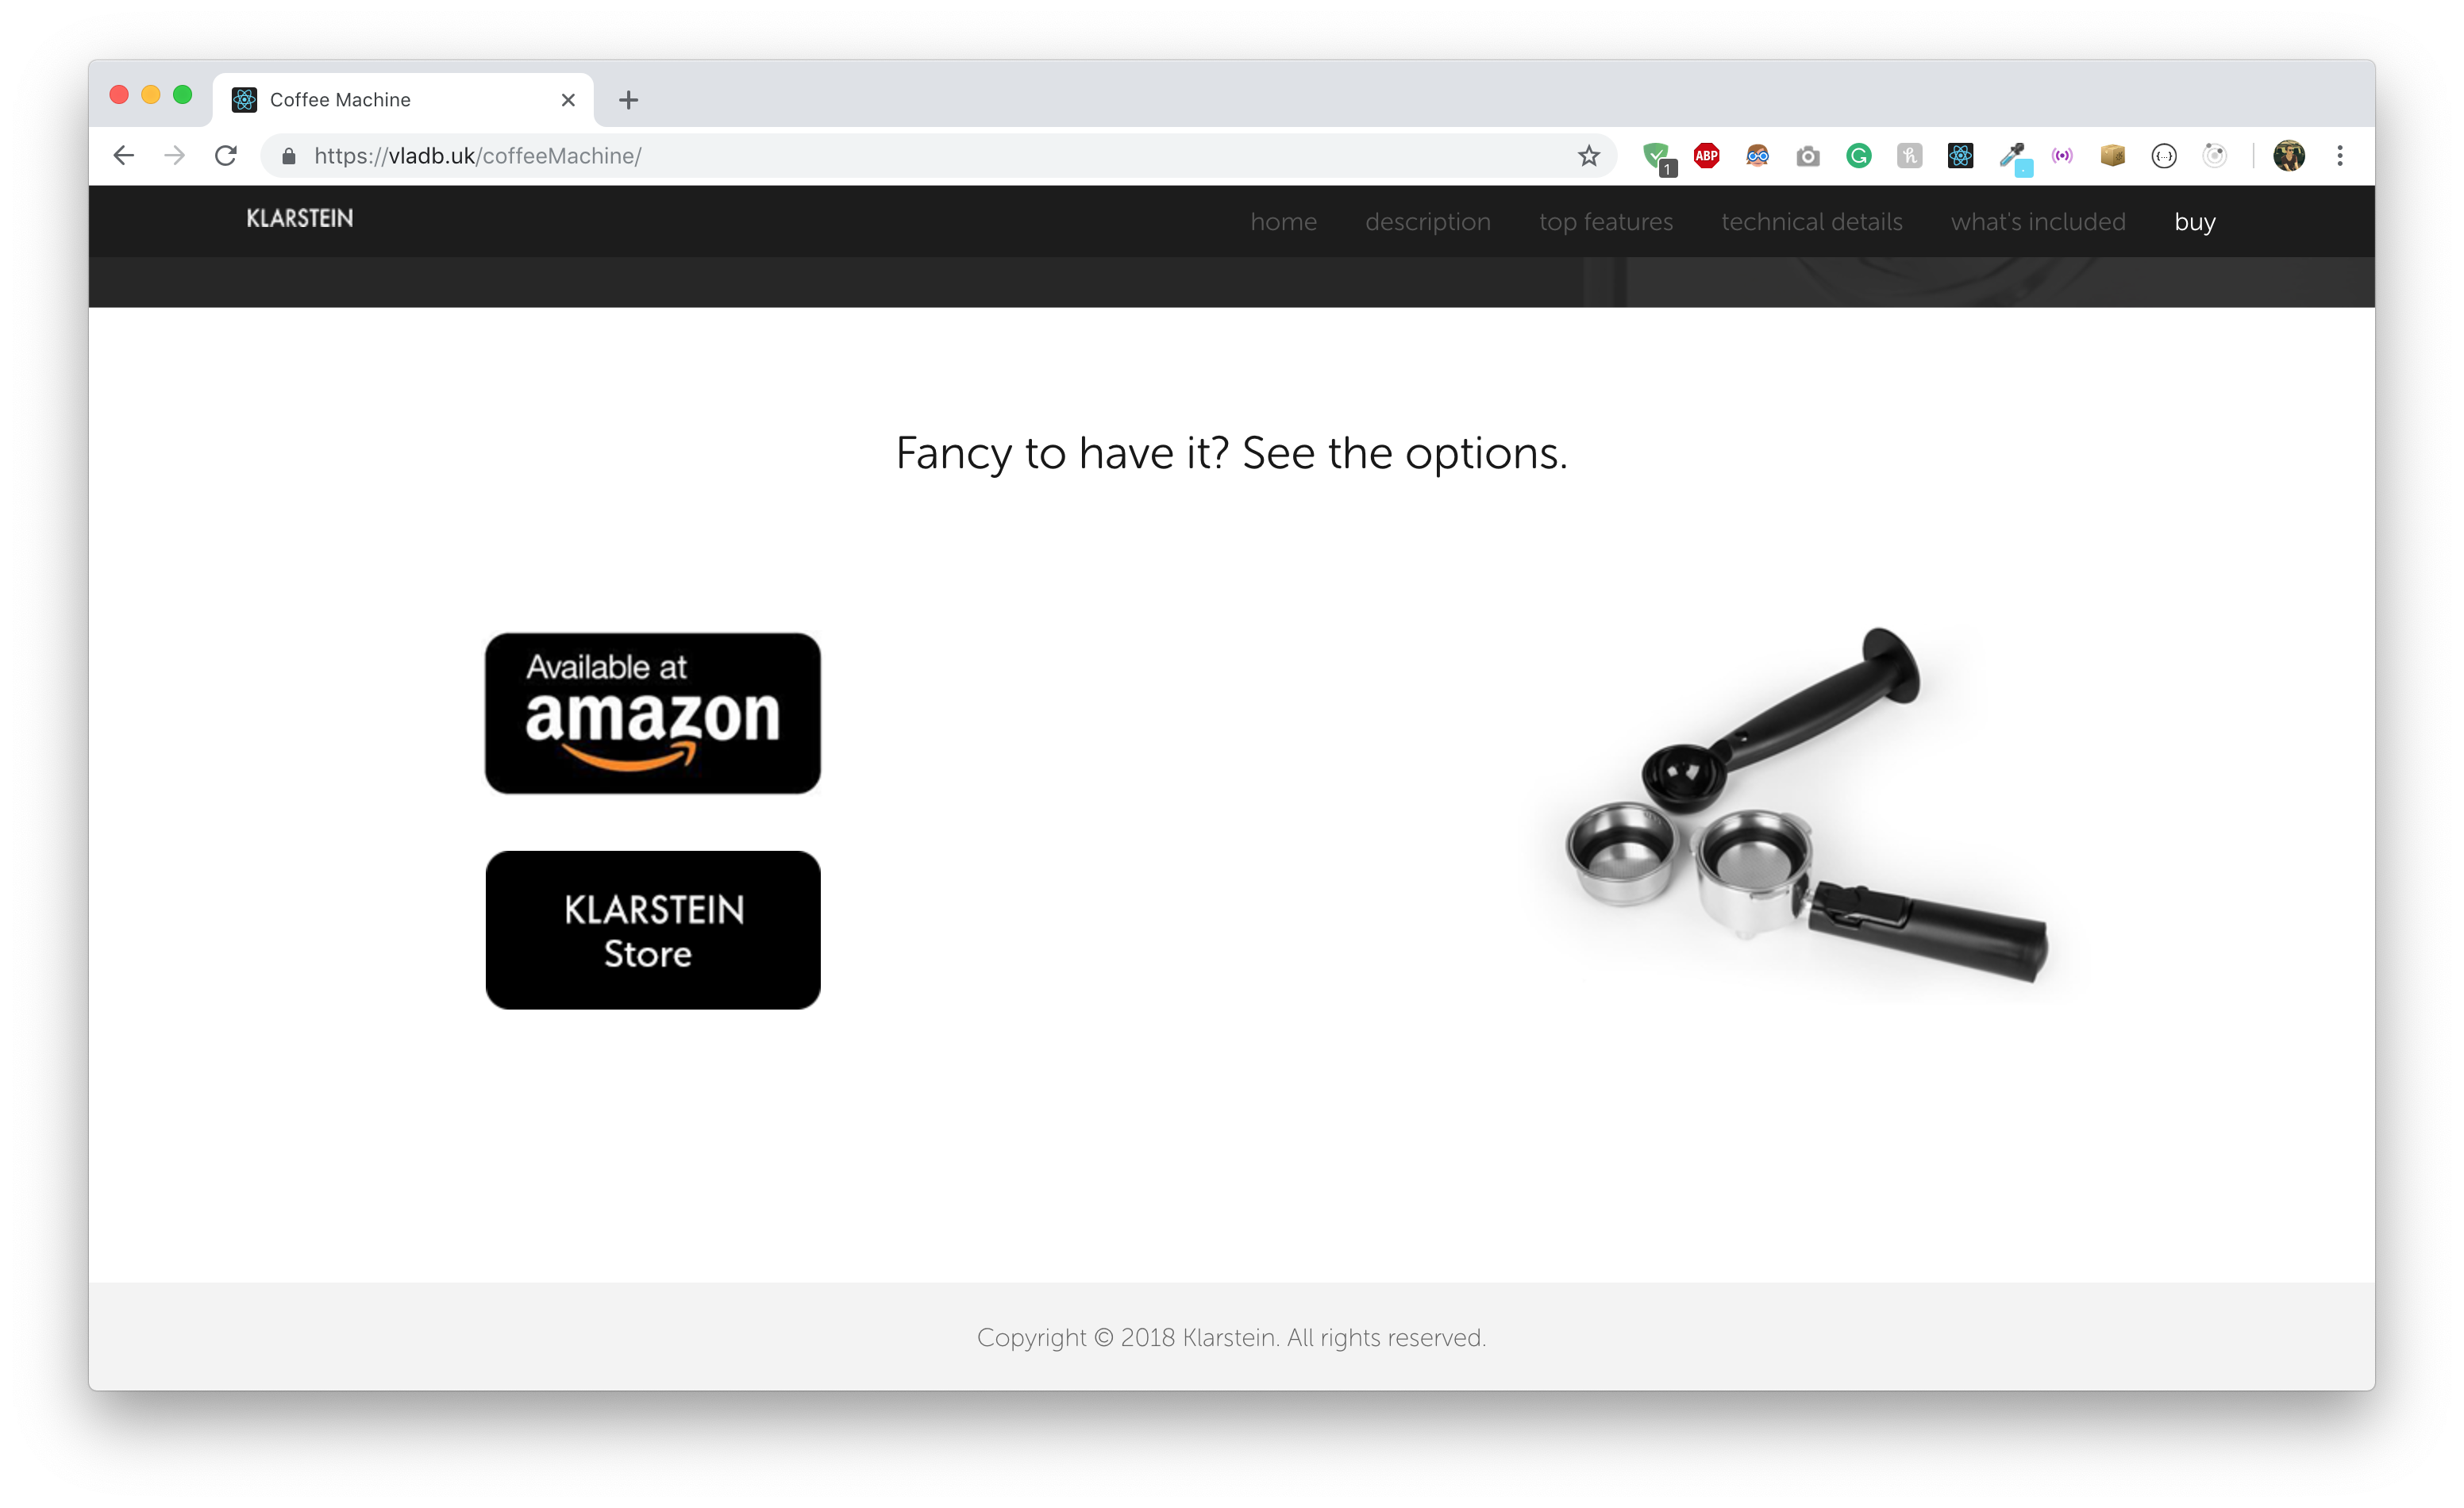 Coffee Machine
https://vladb.uk/coffeeMachine/
1
ABP
KLARSTEIN
home description top features technical details what's included buy
Fancy to have it? See the options.
Available at
amazon
KLARSTEIN
Store
Copyright © 2018 Klarstein. All rights reserved.